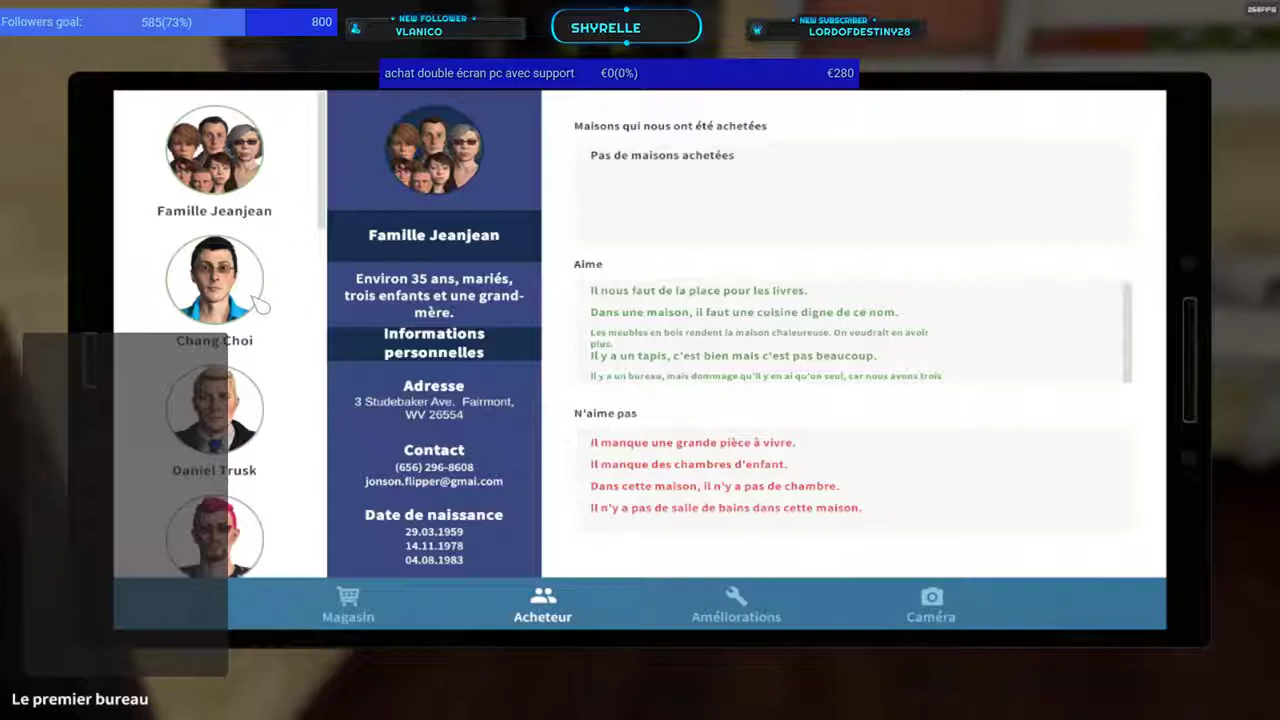 Followers goal: 585(73%) 800
NEW FOLLOWER
VLANICO
SHYRELLE
NEW SUBSCRIBER
LORDOFDESTINY28
266FPS
achat double écran pc avec support €0(0%) €280
Famille Jeanjean
Chang Choi
Daniel Trusk
Famille Jeanjean
Environ 35 ans, mariés,
trois enfants et une grand-
mère.
Informations
personnelles
Adresse
3 Studebaker Ave. Fairmont,
WV 26554
Contact
(656) 296-8608
jonson.flipper@gmai.com
Date de naissance
29.03.1959
14.11.1978
04.08.1983
Maisons qui nous ont été achetées
Pas de maisons achetées
Aime
Il nous faut de la place pour les livres.
Dans une maison, il faut une cuisine digne de ce nom.
Les meubles en bois rendent la maison chaleureuse. On voudrait en avoir
plus.
Il y a un tapis, c'est bien mais c'est pas beaucoup.
Il y a un bureau, mais dommage qu'il y en ai qu'un seul, car nous avons trois
N'aime pas
Il manque une grande pièce à vivre.
Il manque des chambres d'enfant.
Dans cette maison, il n'y a pas de chambre.
Il n'y a pas de salle de bains dans cette maison.
Magasin
Acheteur
Améliorations
Caméra
Le premier bureau